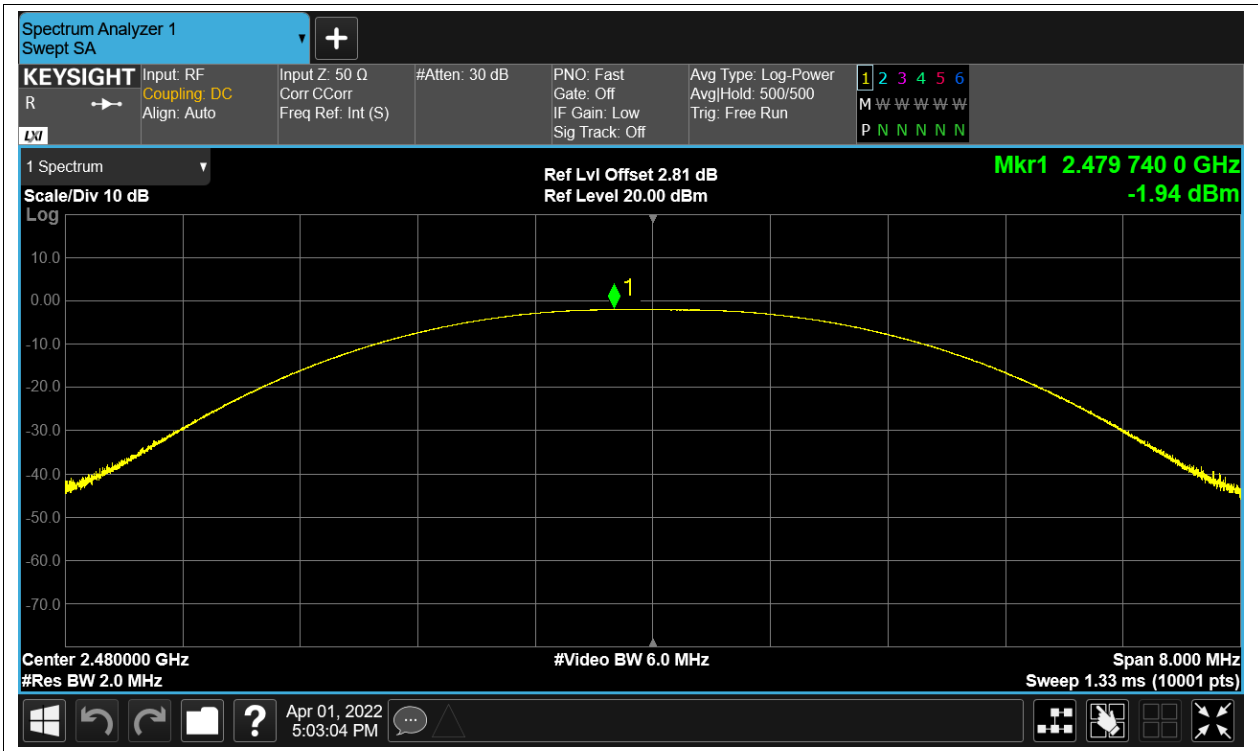 Spectrum Analyzer 1
Swept SA
+
KEYSIGHT
R
LXI
Input: RF
Coupling: DC
Align: Auto
Input Z: 50 Ω
Corr CCorr
Freq Ref: Int (S)
#Atten: 30 dB
PNO: Fast
Gate: Off
IF Gain: Low
Sig Track: Off
Avg Type: Log-Power
Avg|Hold: 500/500
Trig: Free Run
1 2 3 4 5 6
M W W W W W
P N N N N N
1 Spectrum
Scale/Div 10 dB
Log
Ref Lvl Offset 2.81 dB
Ref Level 20.00 dBm
Mkr1 2.479 740 0 GHz
-1.94 dBm
10.0
0.00
-10.0
-20.0
-30.0
-40.0
-50.0
-60.0
-70.0
1
Center 2.480000 GHz
#Res BW 2.0 MHz
#Video BW 6.0 MHz
Span 8.000 MHz
Sweep 1.33 ms (10001 pts)
?
Apr 01, 2022
5:03:04 PM